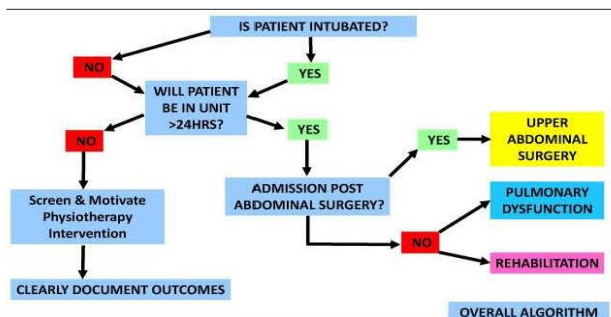 IS PATIENT INTUBATED?
NO
YES
WILL PATIENT
BE IN UNIT
>24HRS?
NO
YES
YES
UPPER
ABDOMINAL
SURGERY
Screen & Motivate
Physiotherapy
Intervention
ADMISSION POST
ABDOMINAL SURGERY?
PULMONARY
DYSFUNCTION
NO
REHABILITATION
CLEARLY DOCUMENT OUTCOMES
OVERALL ALGORITHM